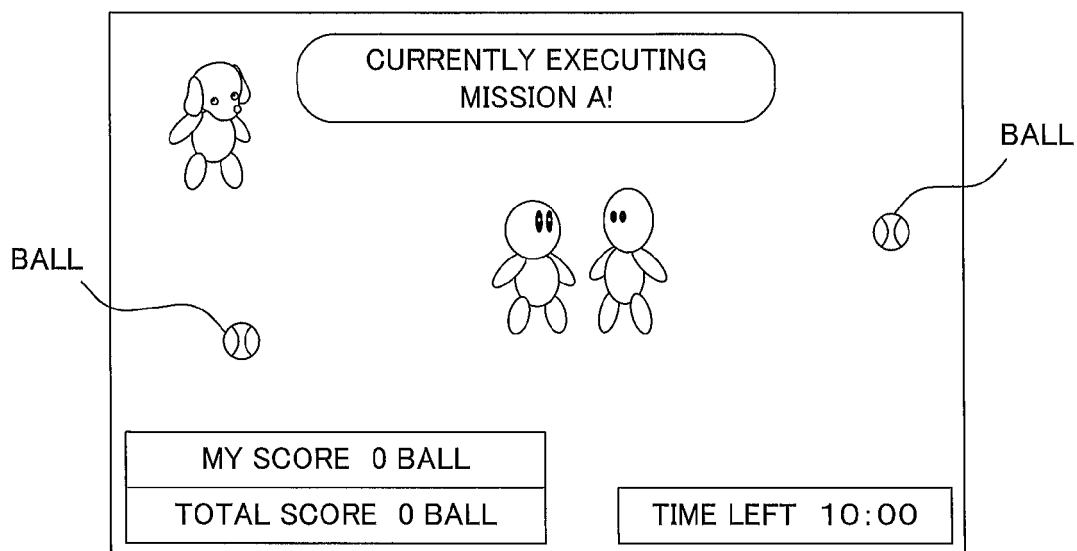 CURRENTLY EXECUTING
MISSION A!
BALL
BALL
MY SCORE 0 BALL
TOTAL SCORE 0 BALL
TIME LEFT 10:00